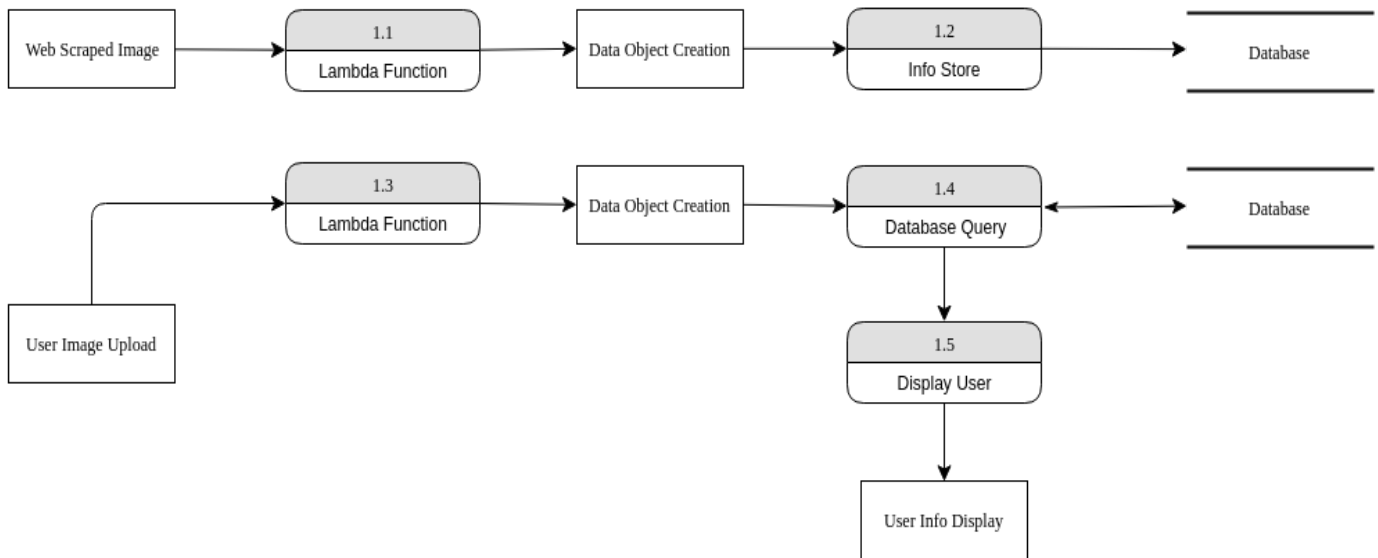 Web Scraped Image
1.1
Lambda Function
Data Object Creation
1.2
Info Store
Database
1.3
Lambda Function
Data Object Creation
1.4
Database Query
Database
User Image Upload
1.5
Display User
User Info Display